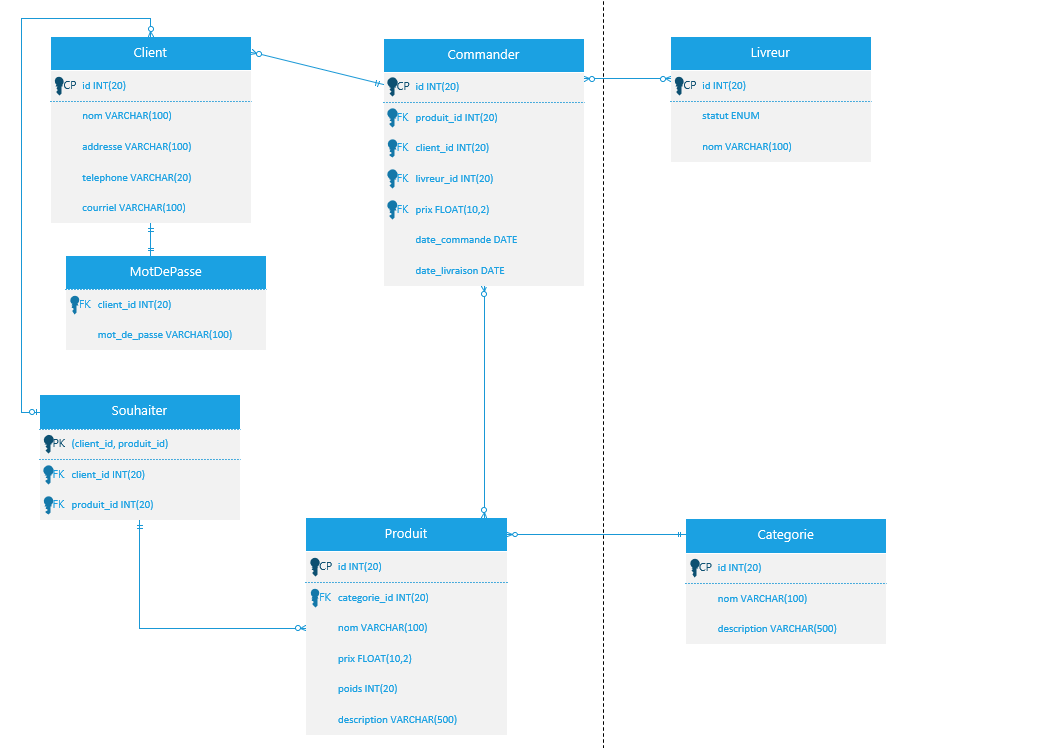 Client
CP id INT(20)
nom VARCHAR(100)
addresse VARCHAR(100)
telephone VARCHAR(20)
courriel VARCHAR(100)
Commander
CP id INT(20)
FK produit_id INT(20)
FK client_id INT(20)
FK livreur_id INT(20)
FK prix FLOAT(10,2)
date_commande DATE
date_livraison DATE
Livreur
CP id INT(20)
statut ENUM
nom VARCHAR(100)
MotDePasse
FK client_id INT(20)
mot_de_passe VARCHAR(100)
Souhaiter
PK (client_id, produit_id)
FK client_id INT(20)
FK produit_id INT(20)
Produit
CP id INT(20)
FK categorie_id INT(20)
nom VARCHAR(100)
prix FLOAT(10,2)
poids INT(20)
description VARCHAR(500)
Categorie
CP id INT(20)
nom VARCHAR(100)
description VARCHAR(500)